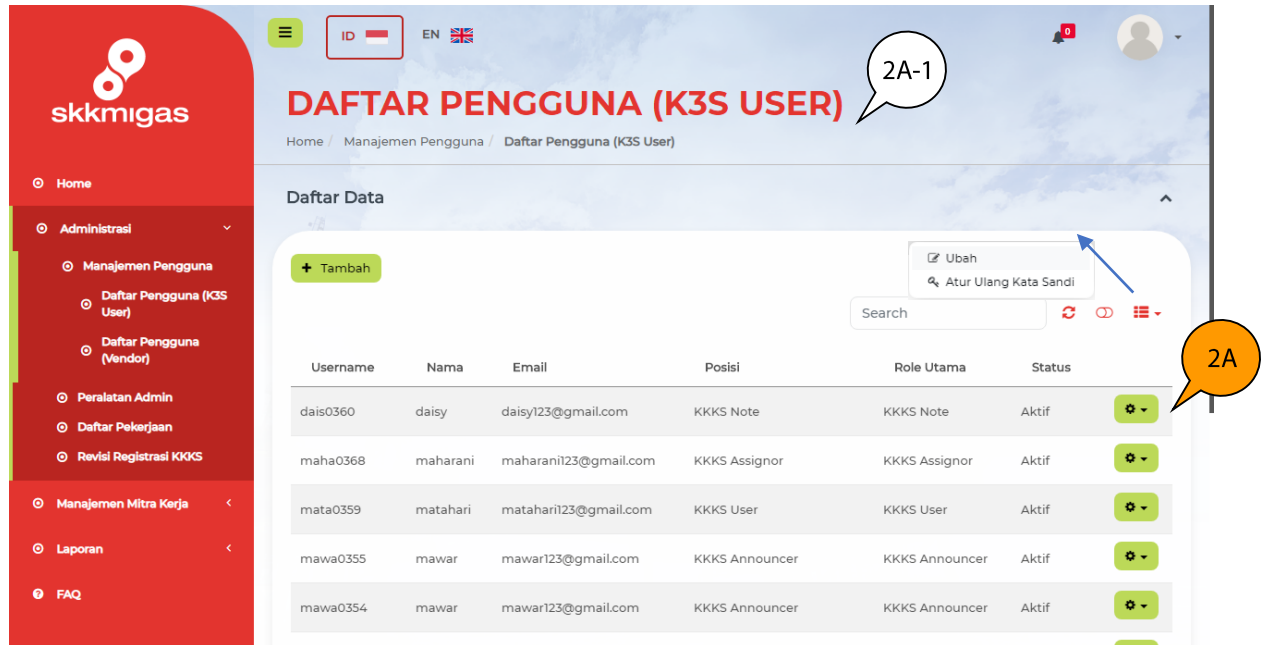 skkmigas
Home
Administrasi
Manajemen Pengguna
Daftar Pengguna (K3S
User)
Daftar Pengguna
(Vendor)
Peralatan Admin
Daftar Pekerjaan
Revisi Registrasi KKKS
Manajemen Mitra Kerja
Laporan
FAQ
ID EN 0
2A-1
DAFTAR PENGGUNA (K3S USER)
Home / Manajemen Pengguna / Daftar Pengguna (K3S User)
Daftar Data
+ Tambah
Ubah
Atur Ulang Kata Sandi
Search
2A
Username Nama Email Posisi Role Utama Status
dais0360 daisy daisy123@gmail.com KKKS Note KKKS Note Aktif
maha0368 maharani maharani123@gmail.com KKKS Assignor KKKS Assignor Aktif
mata0359 matahari matahari123@gmail.com KKKS User KKKS User Aktif
mawa0355 mawar mawar123@gmail.com KKKS Announcer KKKS Announcer Aktif
mawa0354 mawar mawar123@gmail.com KKKS Announcer KKKS Announcer Aktif